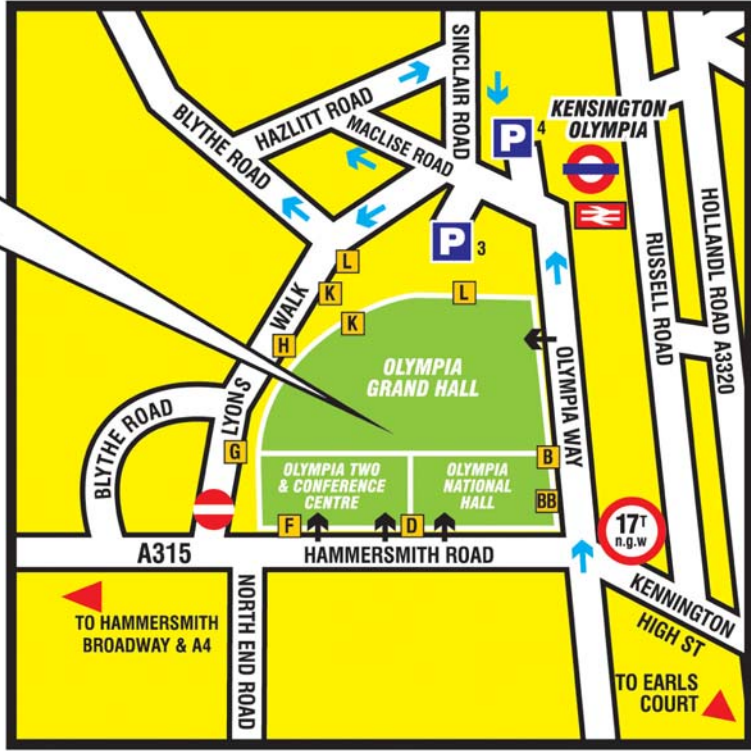 SINCLAIR ROAD
HAZLITT ROAD
BLYTHE ROAD
MACLISE ROAD
P 4
KENSINGTON
OLYMPIA
P 3
HOLLANDL ROAD A3320
RUSSELL ROAD
L
K
K
L
H
LYONS WALK
OLYMPIA
GRAND HALL
OLYMPIA WAY
BLYTHE ROAD
G
B
OLYMPIA TWO
& CONFERENCE
CENTRE
OLYMPIA
NATIONAL
HALL
BB
F
D
17T
n.g.w
A315
HAMMERSMITH ROAD
KENNINGTON
HIGH ST
NORTH END ROAD
TO HAMMERSMITH
BROADWAY & A4
TO EARLS
COURT